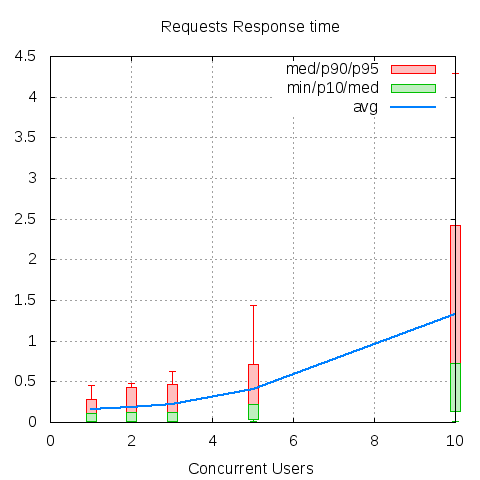 Requests Response time
4.5
4
3.5
3
2.5
2
1.5
1
0.5
0
med/p90/p95
min/p10/med
avg
0 2 4 6 8 10
Concurrent Users